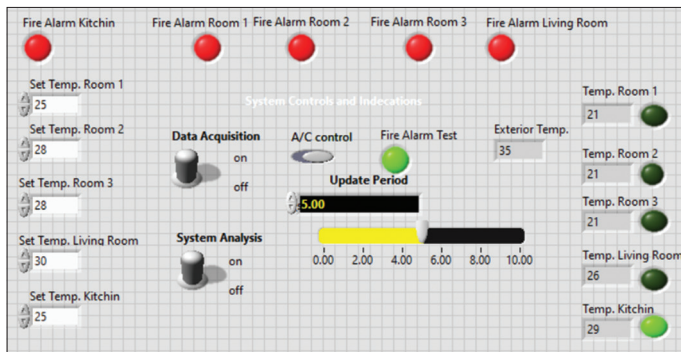 Fire Alarm Kitchin
Fire Alarm Room 1
Fire Alarm Room 2
Fire Alarm Room 3
Fire Alarm Living Room
Set Temp. Room 1
25
Set Temp. Room 2
28
Set Temp. Room 3
28
Set Temp. Living Room
30
Set Temp. Kitchin
25
System Controls and Indecations
Data Acquisition
on
off
A/C control
Fire Alarm Test
Exterior Temp.
35
Update Period
5.00
0.00 2.00 4.00 6.00 8.00 10.00
System Analysis
on
off
Temp. Room 1
21
Temp. Room 2
21
Temp. Room 3
21
Temp. Living Room
26
Temp. Kitchin
29